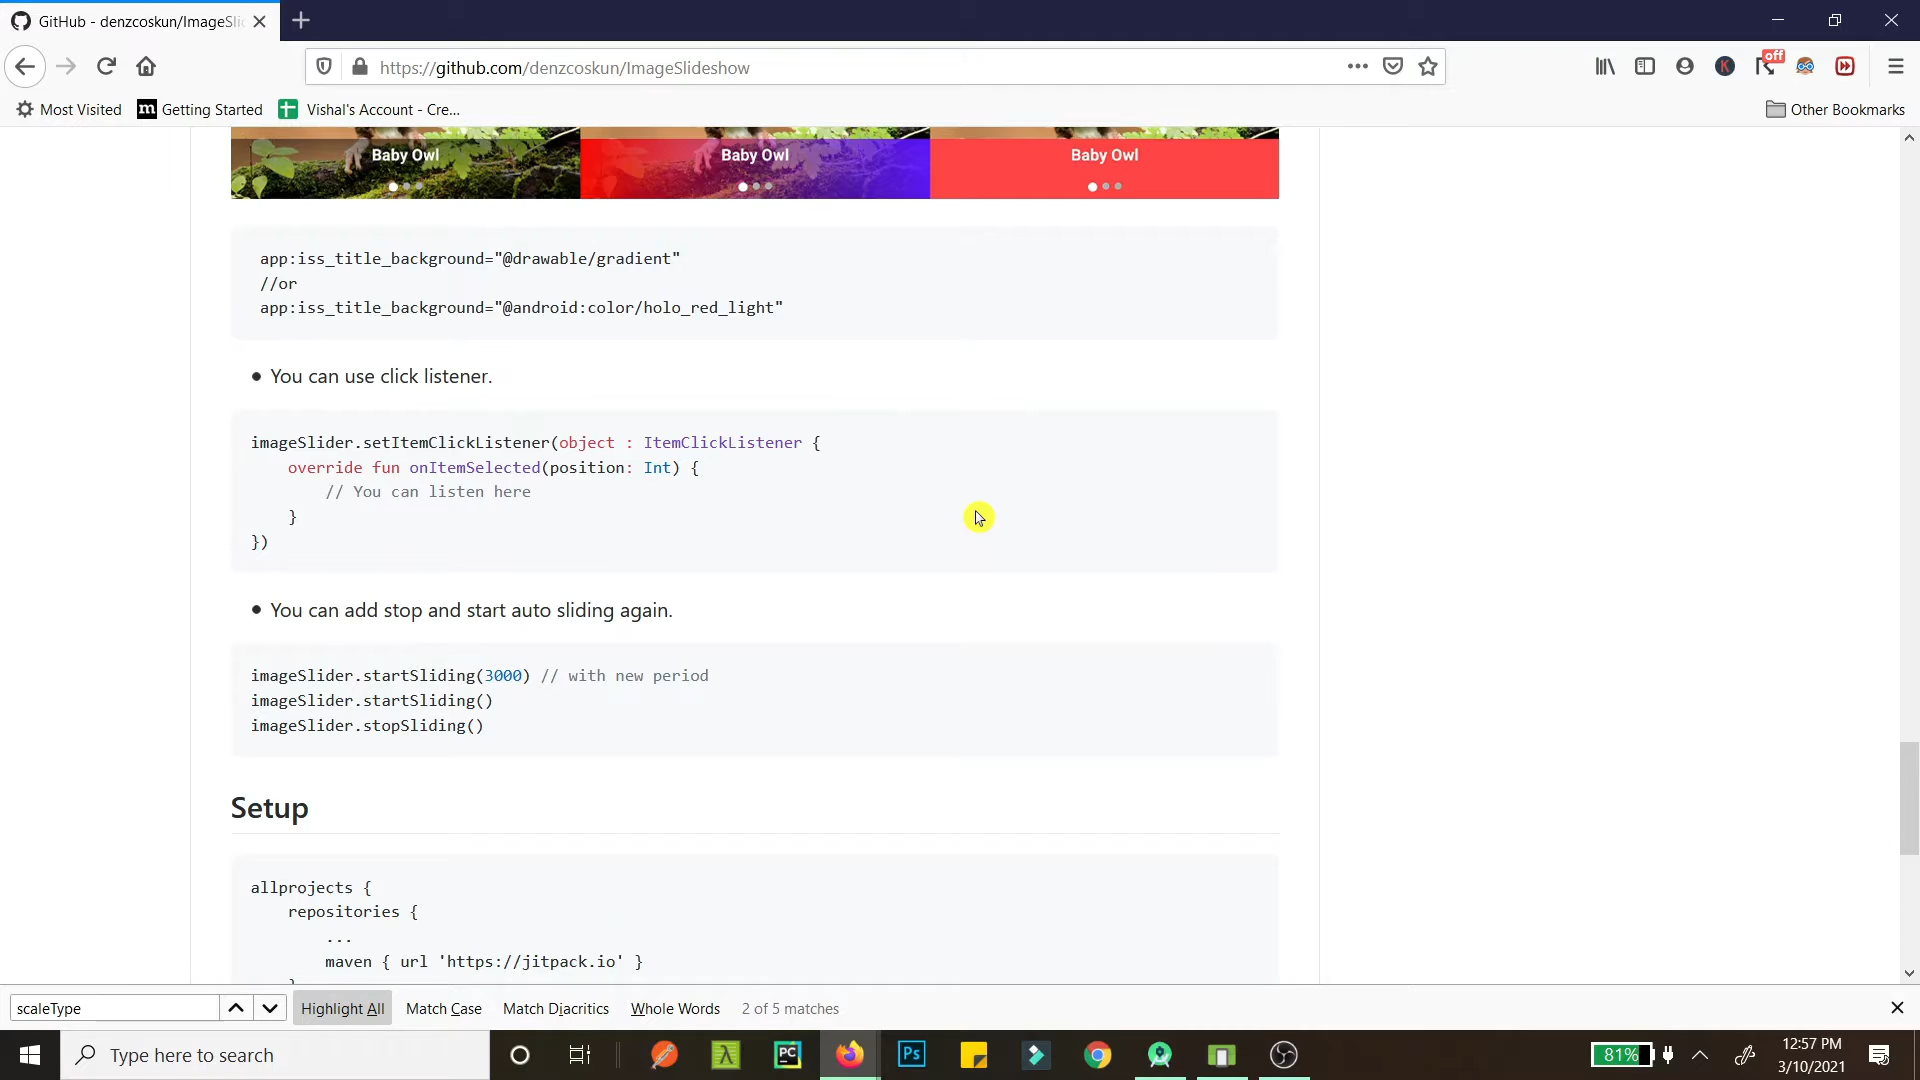 GitHub - denzcoskun/ImageSli
https://github.com/denzcoskun/ImageSlideshow
off
K
Most Visited
m Getting Started
Vishal's Account - Cre...
Other Bookmarks
Baby Owl
Baby Owl
Baby Owl
app:iss_title_background="@drawable/gradient"
//or
app:iss_title_background="@android:color/holo_red_light"
• You can use click listener.
imageSlider.setItemClickListener(object : ItemClickListener {
override fun onItemSelected(position: Int) {
// You can listen here
}
})
• You can add stop and start auto sliding again.
imageSlider.startSliding(3000) // with new period
imageSlider.startSliding()
imageSlider.stopSliding()
Setup
allprojects {
repositories {
...
maven { url 'https://jitpack.io' }
scaleType
Highlight All
Match Case
Match Diacritics
Whole Words
2 of 5 matches
Type here to search
PC
Ps
81%
12:57 PM
3/10/2021